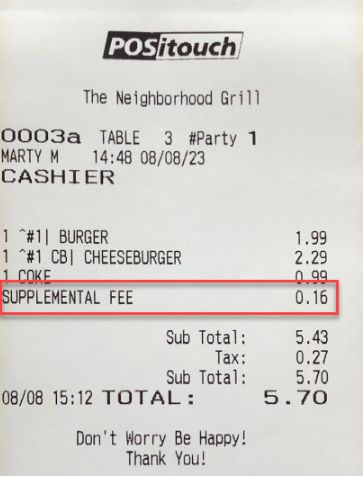 POSitouch
The Neighborhood Grill
0003a TABLE 3 #Party 1
MARTY M 14:48 08/08/23
CASHIER
1 ^#1| BURGER 1.99
1 ^#1 CB| CHEESEBURGER 2.29
1 COKE 0.99
SUPPLEMENTAL FEE 0.16
Sub Total: 5.43
Tax: 0.27
Sub Total: 5.70
08/08 15:12 TOTAL: 5.70
Don't Worry Be Happy!
Thank You!